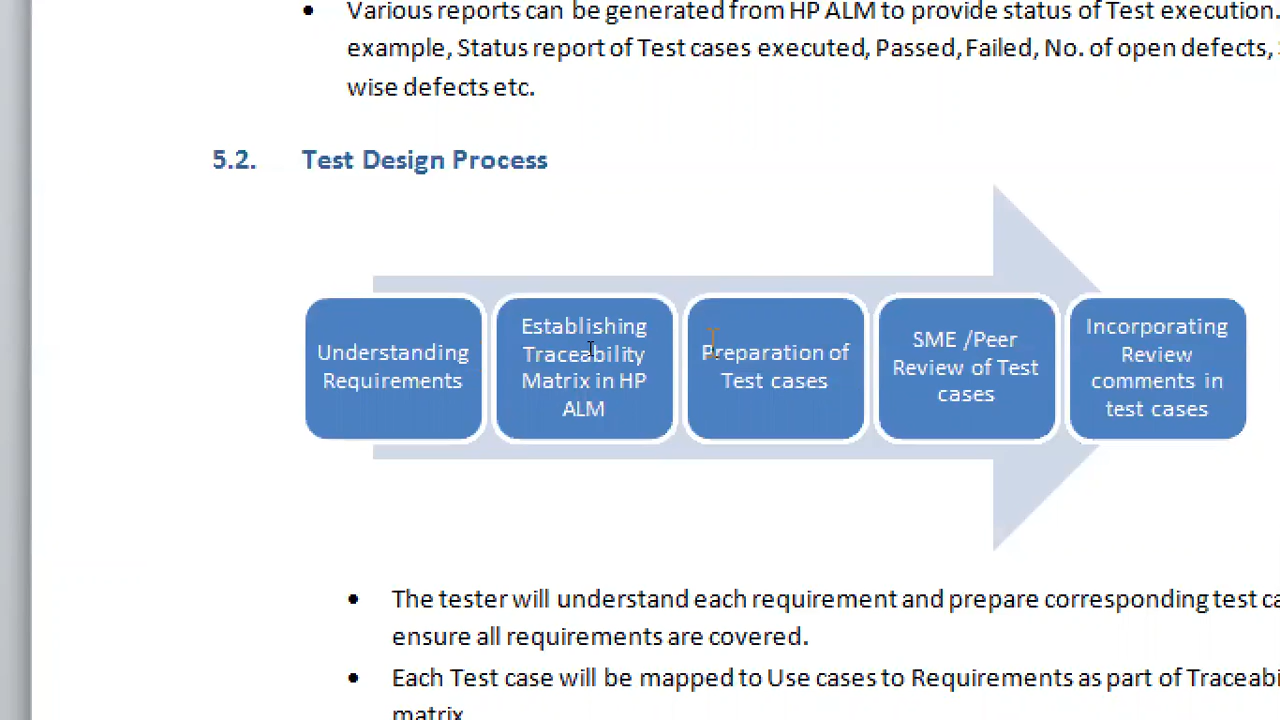 • Various reports can be generated from HP ALM to provide status of Test execution.
example, Status report of Test cases executed, Passed, Failed, No. of open defects,
wise defects etc.
5.2. Test Design Process
Understanding
Requirements
Establishing
Traceability
Matrix in HP
ALM
Preparation of
Test cases
SME /Peer
Review of Test
cases
Incorporating
Review
comments in
test cases
• The tester will understand each requirement and prepare corresponding test
ensure all requirements are covered.
• Each Test case will be mapped to Use cases to Requirements as part of
matrix